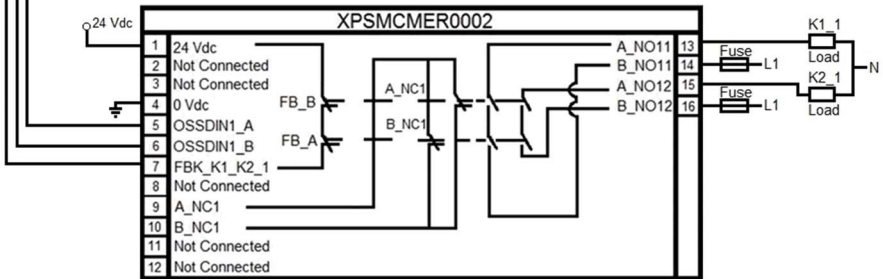 XPSMCMER0002
24 Vdc
1 24 Vdc
2 Not Connected
3 Not Connected
4 0 Vdc
5 OSSDIN1_A
6 OSSDIN1_B
7 FBK_K1_K2_1
8 Not Connected
9 A_NC1
10 B_NC1
11 Not Connected
12 Not Connected
FB_B
FB_A
A_NC1
B_NC1
A_NO11 13
B_NO11 14
A_NO12 15
B_NO12 16
K1_1
Load
Fuse
L1
N
K2_1
Load
Fuse
L1